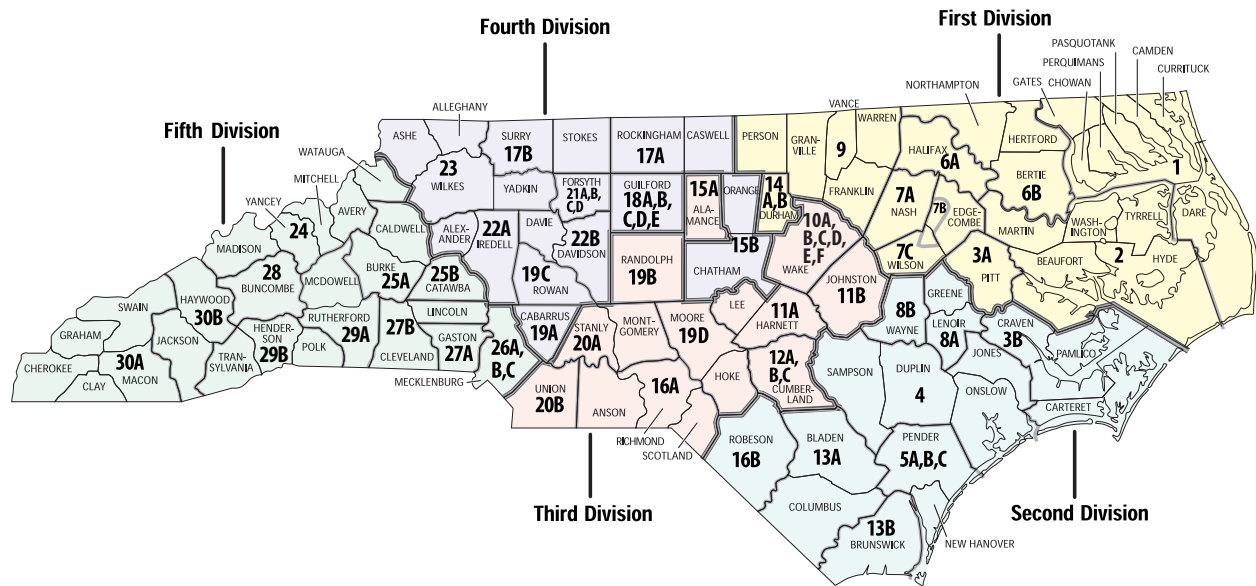 Fourth Division
First Division
PASQUOTANK
PERQUIMANS
CAMDEN
CURRITUCK
NORTHAMPTON
GATES
CHOWAN
Fifth Division
ALLEGHANY
VANCE
WARREN
ASHE
SURRY
17B
STOKES
ROCKINGHAM
17A
CASWELL
PERSON
GRAN-
VILLE
9
HALIFAX
6A
HERTFORD
WATAUGA
MITCHELL
YANCEY
23
WILKES
YADKIN
FORSYTH
21A,B,
C,D
GUILFORD
18A,B,
C,D,E
15A
ALA-
MANCE
ORANGE
14
A,B
DURHAM
FRANKLIN
7A
NASH
7B
EDGE-
COMBE
BERTIE
6B
1
24
AVERY
CALDWELL
ALEX-
ANDER
22A
IREDELL
DAVIE
22B
DAVIDSON
RANDOLPH
19B
15B
CHATHAM
10A,
B,C,D,
E,F
WAKE
7C
WILSON
MARTIN
WASH-
INGTON
TYRRELL
DARE
MADISON
28
BUNCOMBE
MCDOWELL
BURKE
25A
25B
CATAWBA
19C
ROWAN
JOHNSTON
11B
3A
PITT
BEAUFORT
2
HYDE
SWAIN
HAYWOOD
30B
HENDER-
SON
29B
RUTHERFORD
29A
27B
CLEVELAND
LINCOLN
GASTON
27A
CABARRUS
19A
STANLY
20A
MONT-
GOMERY
MOORE
19D
LEE
11A
HARNETT
8B
WAYNE
GREENE
LENOIR
8A
CRAVEN
3B
JONES
PAMLICO
GRAHAM
JACKSON
TRAN-
SYLVANIA
POLK
26A,
B,C
MECKLENBURG
CHEROKEE
30A
MACON
CLAY
UNION
20B
ANSON
16A
RICHMOND
SCOTLAND
HOKE
12A,
B,C
CUMBER-
LAND
SAMPSON
DUPLIN
4
ONSLOW
CARTERET
ROBESON
16B
BLADEN
13A
PENDER
5A,B,C
COLUMBUS
13B
BRUNSWICK
NEW HANOVER
Third Division
Second Division